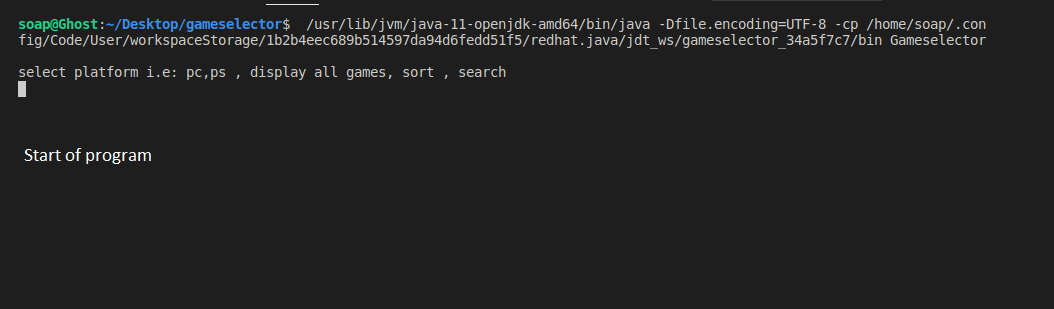 soap@Ghost:~/Desktop/gameselector$  /usr/lib/jvm/java-11-openjdk-amd64/bin/java -Dfile.encoding=UTF-8 -cp /home/soap/.con
fig/Code/User/workspaceStorage/1b2b4eec689b514597da94d6fedd51f5/redhat.java/jdt_ws/gameselector_34a5f7c7/bin Gameselector
select platform i.e: pc,ps , display all games, sort , search
Start of program